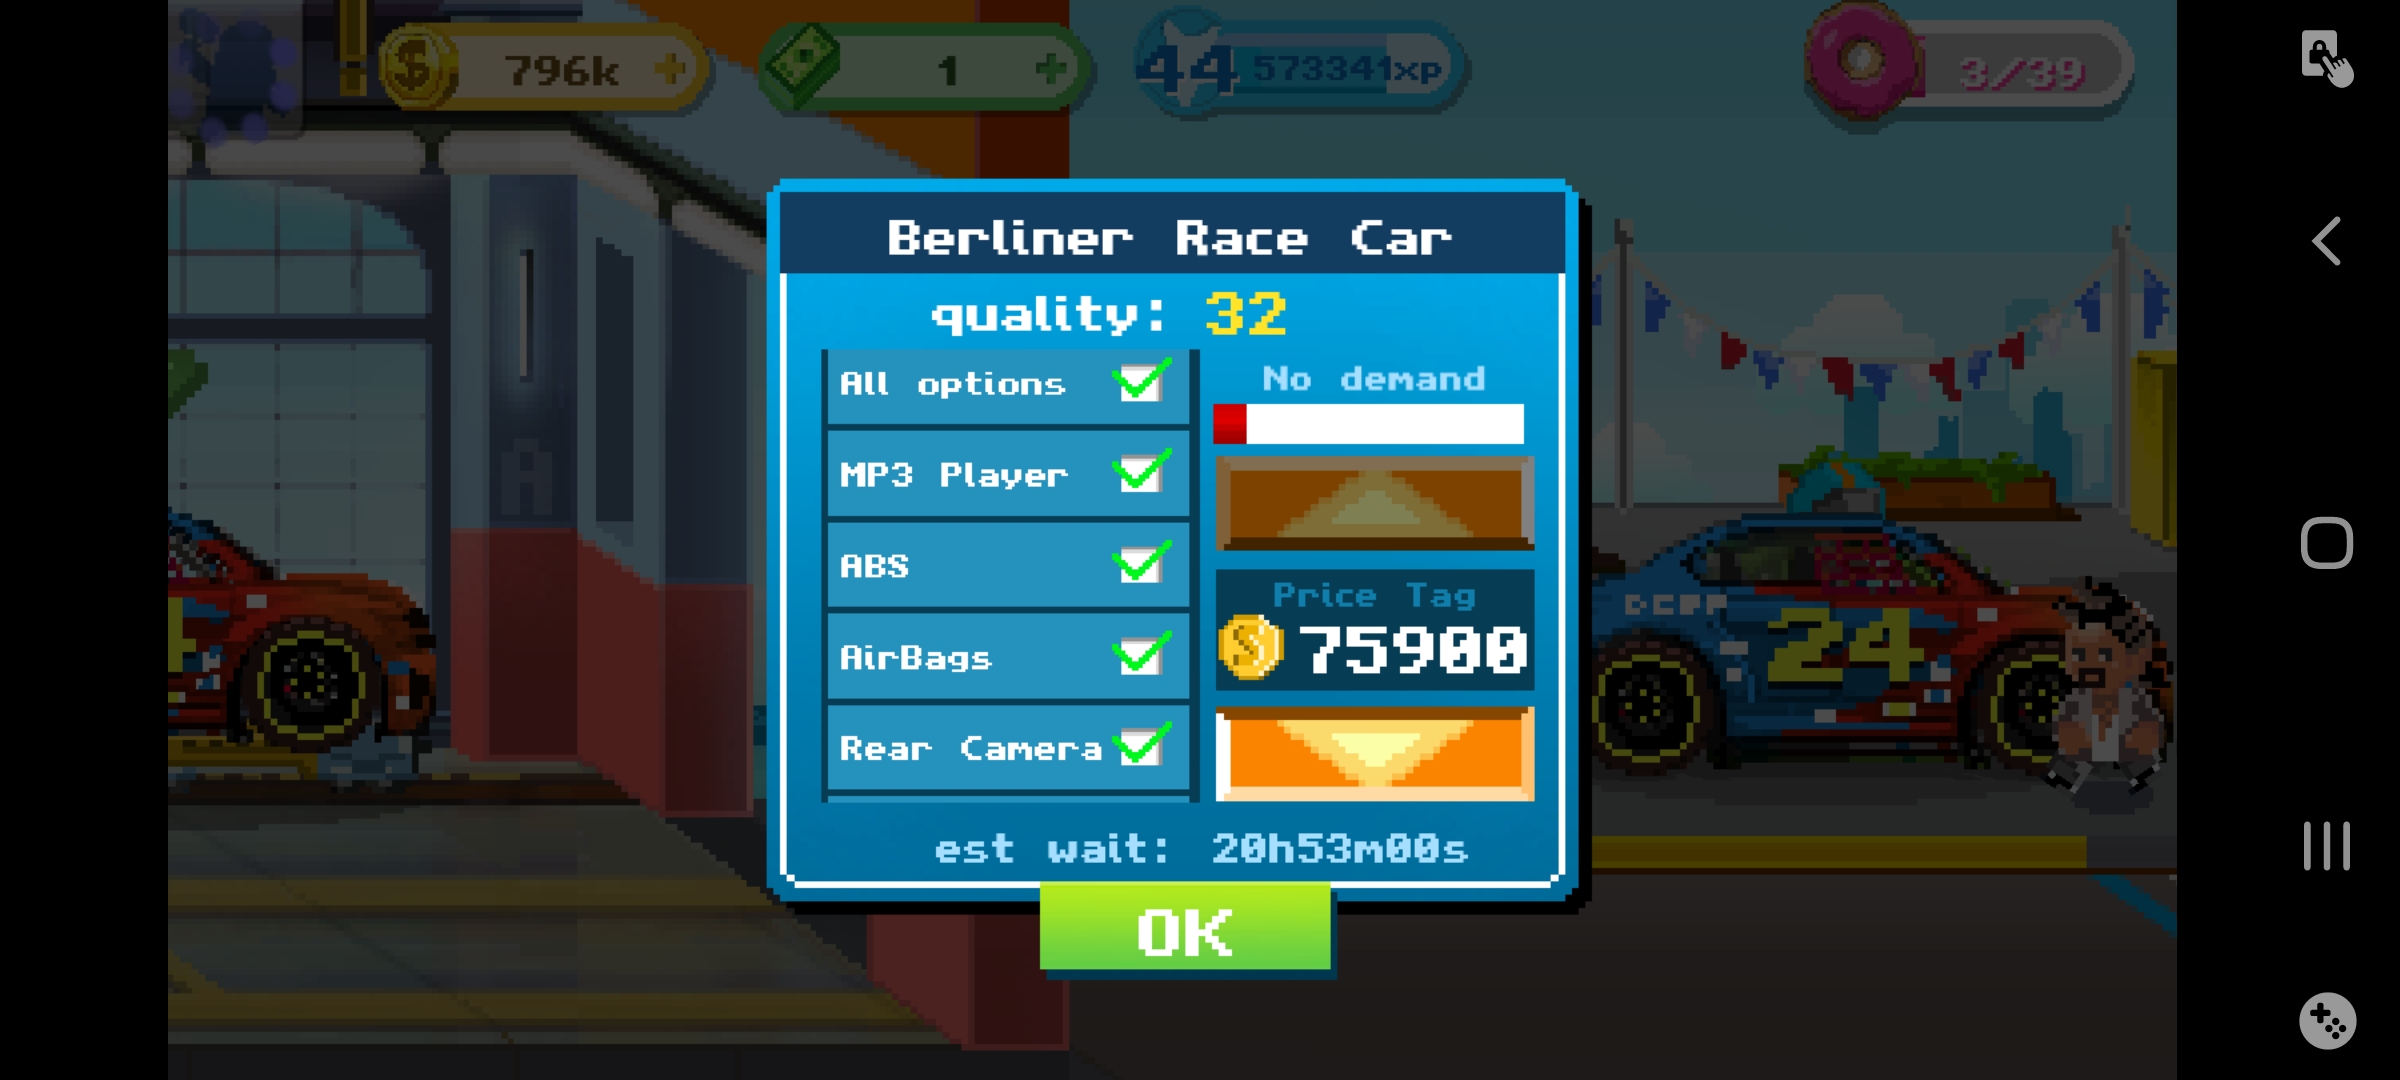 796k
1
44 573341xp
3/39
Berliner Race Car
quality: 32
All options
No demand
MP3 Player
ABS
Price Tag
75900
AirBags
Rear Camera
est wait: 20h53m00s
OK
24
A